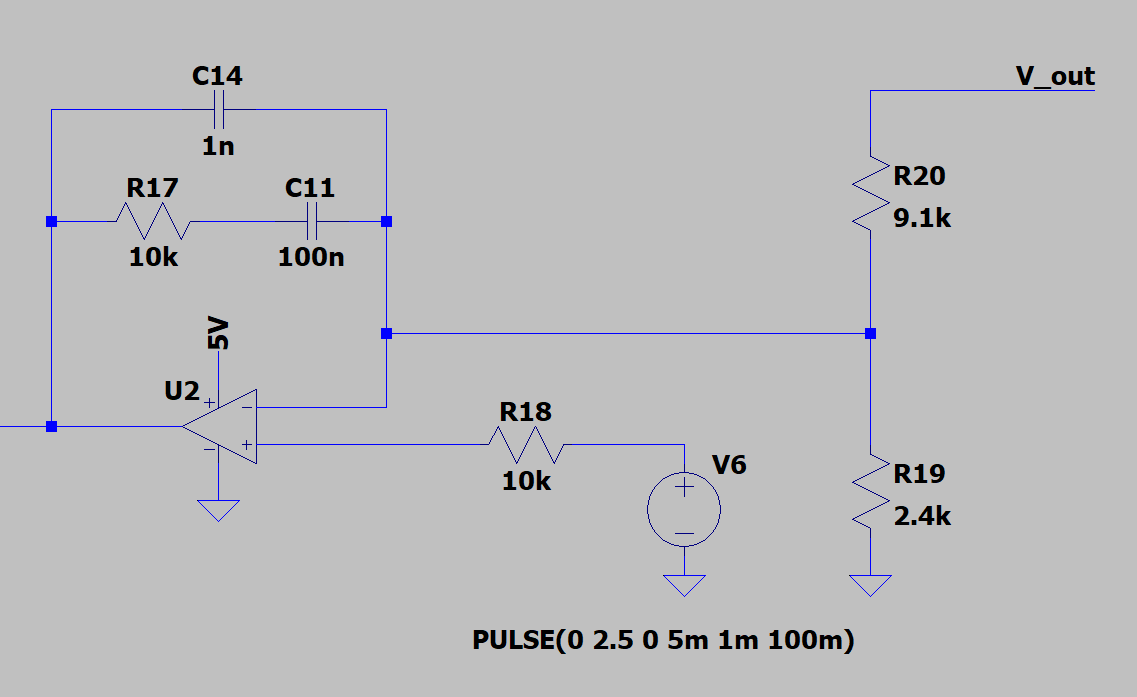 C14
1n
R17
10k
C11
100n
5V
U2
R18
10k
V6
V_out
R20
9.1k
R19
2.4k
PULSE(0 2.5 0 5m 1m 100m)